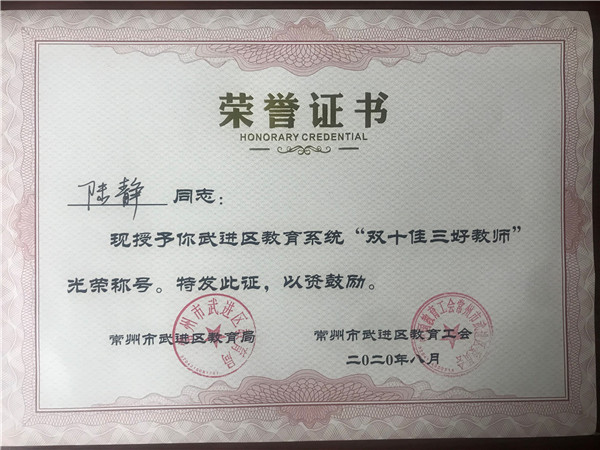 荣誉证书
HONORARY CREDENTIAL
陆静 同志:
现授予你武进区教育系统“双十佳三好教师”
光荣称号。特发此证,以资鼓励。
常州市武进区教育局 常州市武进区教育工会
二〇二〇年八月